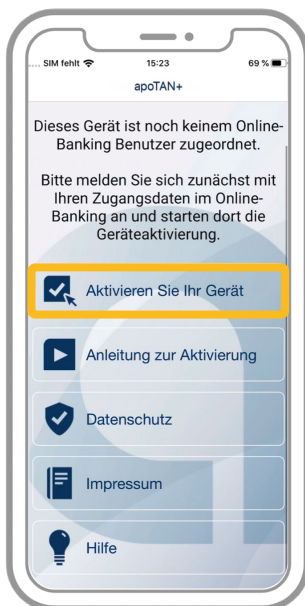 SIM fehlt 15:23 69 %
apoTAN+
Dieses Gerät ist noch keinem Online-
Banking Benutzer zugeordnet.
Bitte melden Sie sich zunächst mit
Ihren Zugangsdaten im Online-
Banking an und starten dort die
Geräteaktivierung.
Aktivieren Sie Ihr Gerät
Anleitung zur Aktivierung
Datenschutz
Impressum
Hilfe